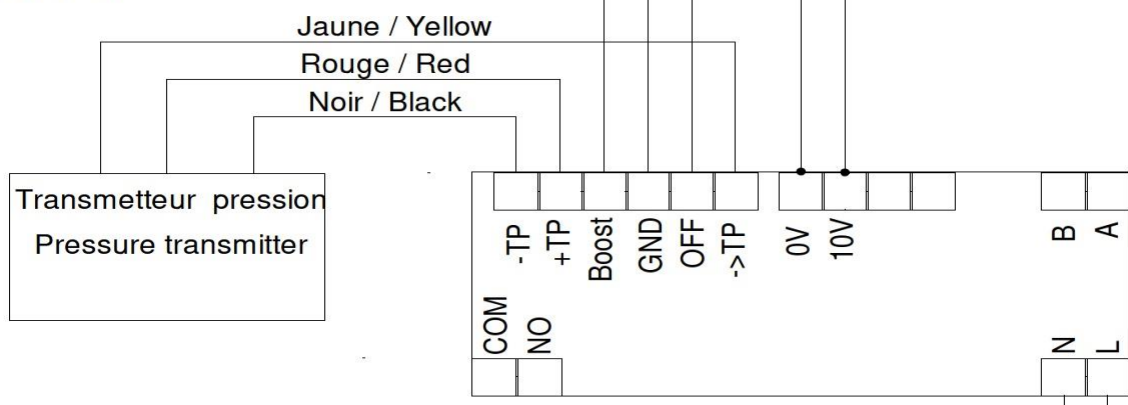 Jaune / Yellow
Rouge / Red
Noir / Black
Transmetteur pression
Pressure transmitter
-TP
+TP
Boost
GND
OFF
->TP
0V
10V
B
A
COM
NO
N
L